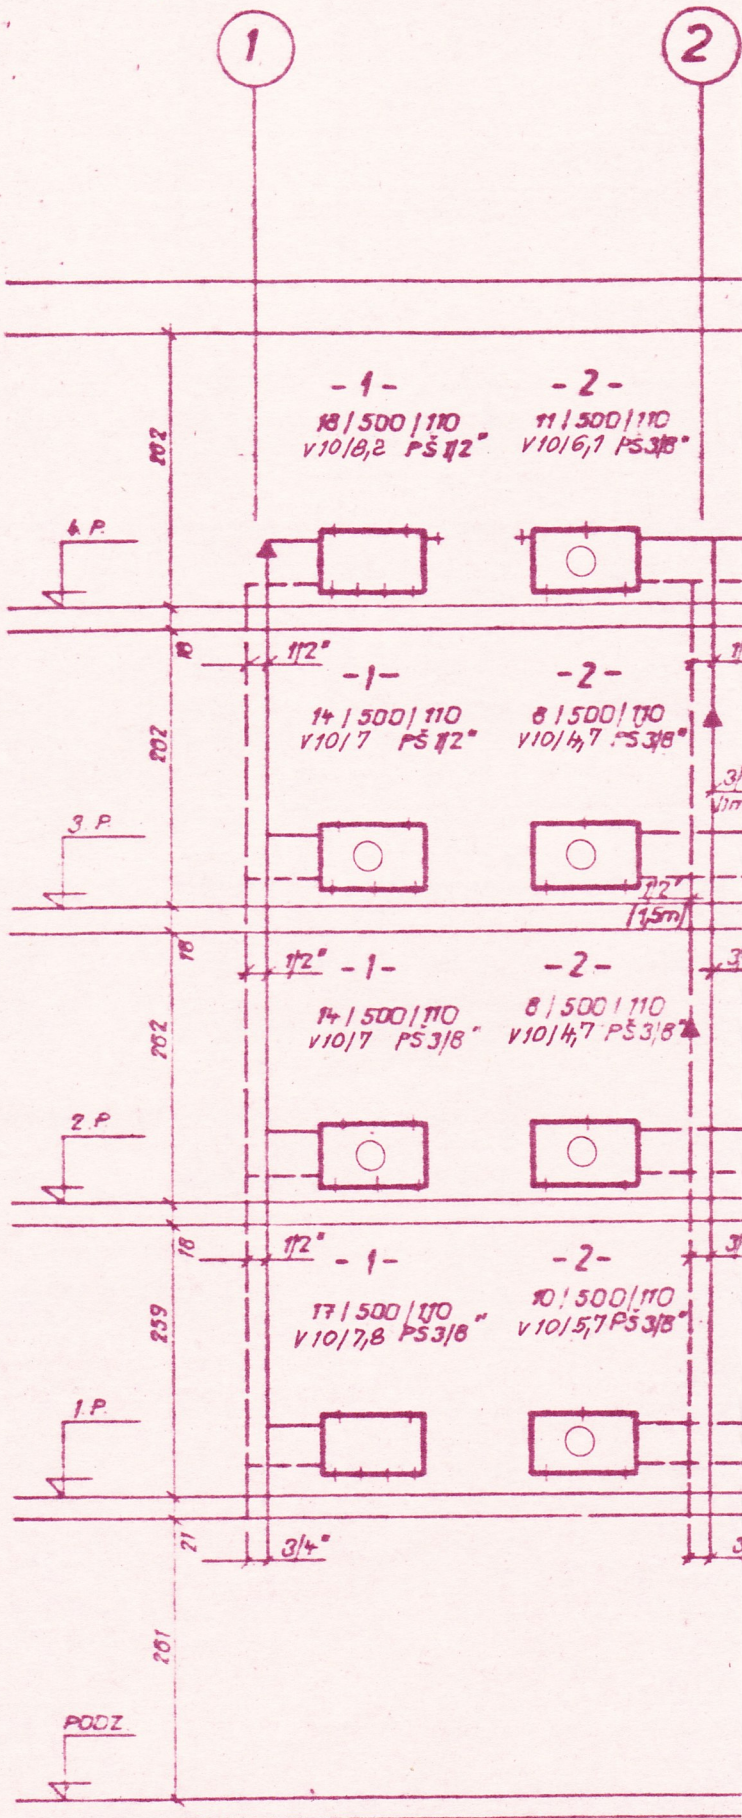 1
2
-1-
18/500/110
V10/8,2 PŠ 1/2"
-2-
11/500/110
V10/6,1 PŠ 3/8"
4.P.
18
1/2"
-1-
14/500/110
V10/7 PŠ 1/2"
-2-
8/500/110
V10/4,7 PŠ 3/8"
3.P.
1/2"
/1,5m/
18
1/2"
-1-
14/500/110
V10/7 PŠ 3/8"
-2-
8/500/110
V10/4,7 PŠ 3/8"
2.P.
18
1/2"
-1-
17/500/110
V10/7,8 PŠ 3/8"
-2-
10/500/110
V10/5,7 PŠ 3/8"
259
1.P.
21
3/4"
261
PODZ.